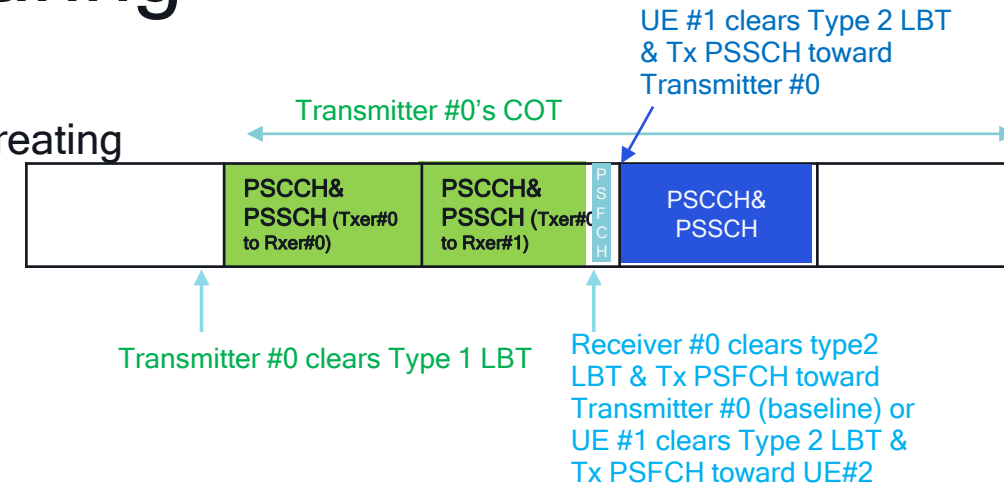 UE #1 clears Type 2 LBT
& Tx PSSCH toward
Transmitter #0
Transmitter #0's COT
reating
PSCCH&
PSSCH (Txer#0
to Rxer#0)
PSCCH&
PSSCH (Txer#0
to Rxer#1)
PSFCH
PSCCH&
PSSCH
Transmitter #0 clears Type 1 LBT
Receiver #0 clears type2
LBT & Tx PSFCH toward
Transmitter #0 (baseline) or
UE #1 clears Type 2 LBT &
Tx PSFCH toward UE#2